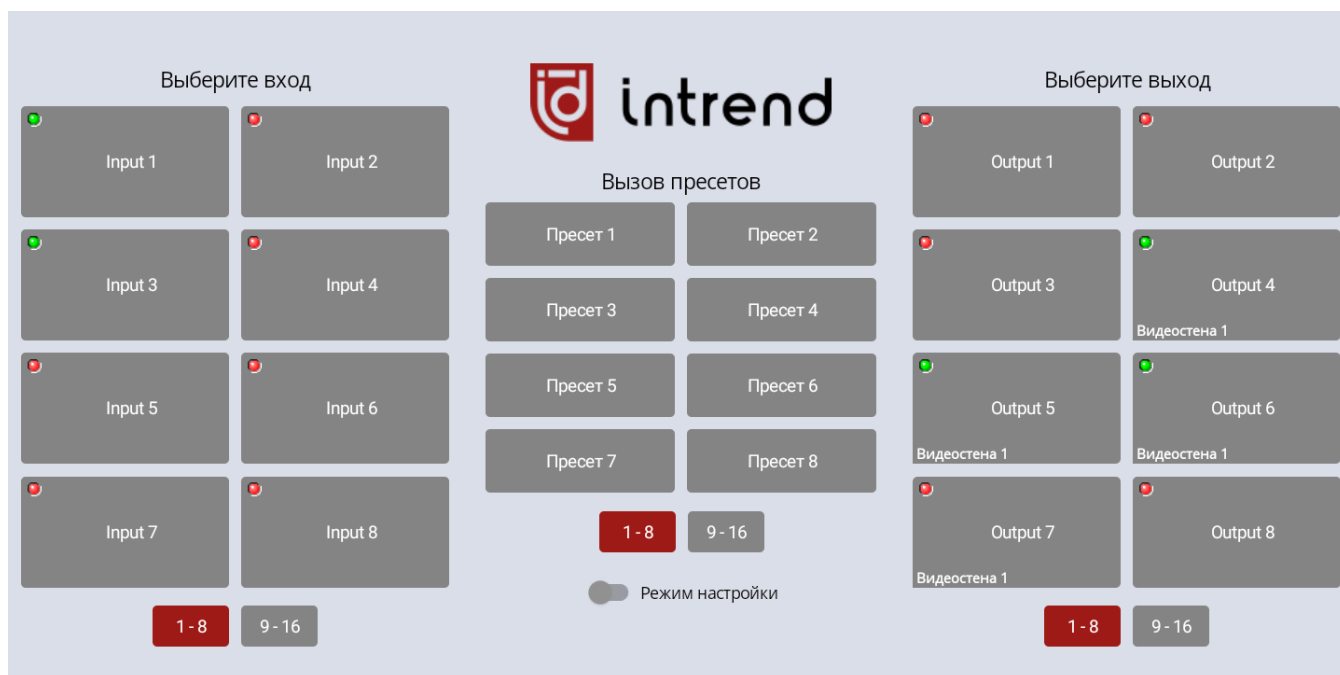 Выберите вход
Input 1
Input 2
Input 3
Input 4
Input 5
Input 6
Input 7
Input 8
1 - 8
9 - 16
id intrend
Вызов пресетов
Пресет 1
Пресет 2
Пресет 3
Пресет 4
Пресет 5
Пресет 6
Пресет 7
Пресет 8
1 - 8
9 - 16
Режим настройки
Выберите выход
Output 1
Output 2
Output 3
Output 4
Видеостена 1
Output 5
Видеостена 1
Output 6
Видеостена 1
Output 7
Видеостена 1
Output 8
1 - 8
9 - 16